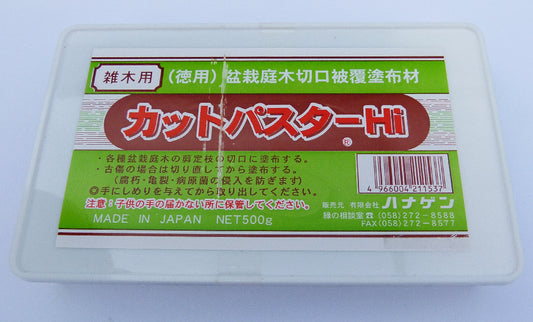 雑木用 (徳用) 盆栽庭木切口被覆塗布材
カットパスターHi
®
・各種盆栽庭木の剪定枝の切口に塗布する。
・古傷の場合は切り直してから塗布する。
(腐朽・亀裂・病原菌の侵入を防ぎます)
◎手にしめりを与えてから取り出してください。
注意:子供の手の届かない所に保管してください。
MADE IN JAPAN NET500g
4 966004 211537
販売元 有限会社 ハナゲン
緑の相談室☎(058)272-8588
FAX(058)272-8577